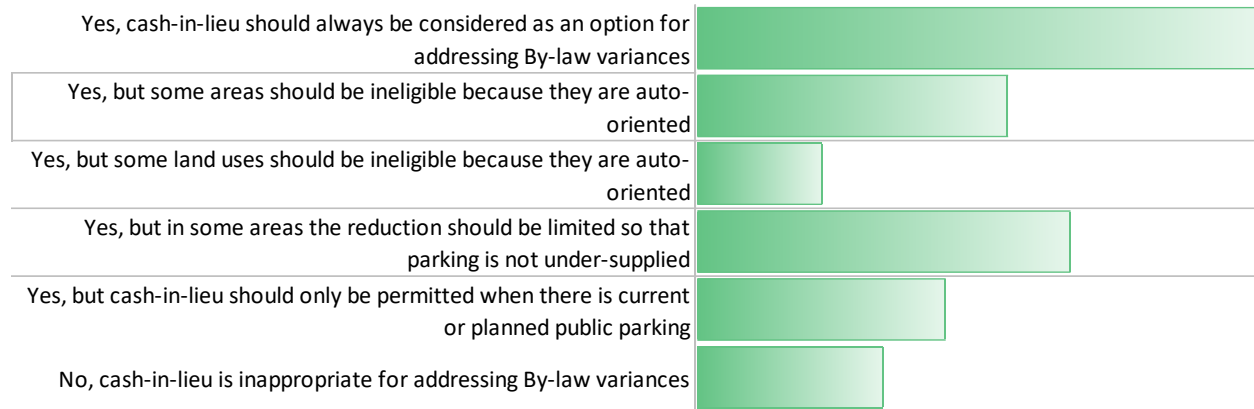 Yes, cash-in-lieu should always be considered as an option for
addressing By-law variances
Yes, but some areas should be ineligible because they are auto-
oriented
Yes, but some land uses should be ineligible because they are auto-
oriented
Yes, but in some areas the reduction should be limited so that
parking is not under-supplied
Yes, but cash-in-lieu should only be permitted when there is current
or planned public parking
No, cash-in-lieu is inappropriate for addressing By-law variances